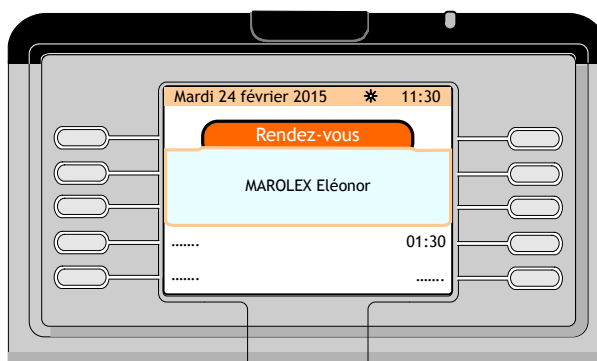 Mardi 24 février 2015 ☼ 11:30
Rendez-vous
MAROLEX Eléonor
....... 01:30
....... .......